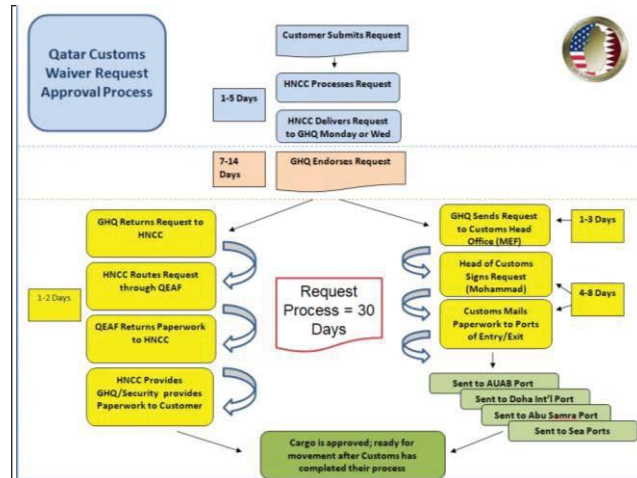 Qatar Customs
Waiver Request
Approval Process
Customer Submits Request
HNCC Processes Request
1-5 Days
HNCC Delivers Request
to GHQ Monday or Wed
7-14
Days
GHQ Endorses Request
GHQ Returns Request to
HNCC
HNCC Routes Request
through QEAF
1-2 Days
QEAF Returns Paperwork
to HNCC
HNCC Provides
GHQ/Security provides
Paperwork to Customer
Request
Process = 30
Days
GHQ Sends Request
to Customs Head
Office (MEF)
1-3 Days
Head of Customs
Signs Request
(Mohammad)
4-8 Days
Customs Mails
Paperwork to Ports
of Entry/Exit
Sent to AUAB Port
Sent to Doha Int'l Port
Sent to Abu Samra Port
Sent to Sea Ports
Cargo is approved; ready for
movement after Customs has
completed their process